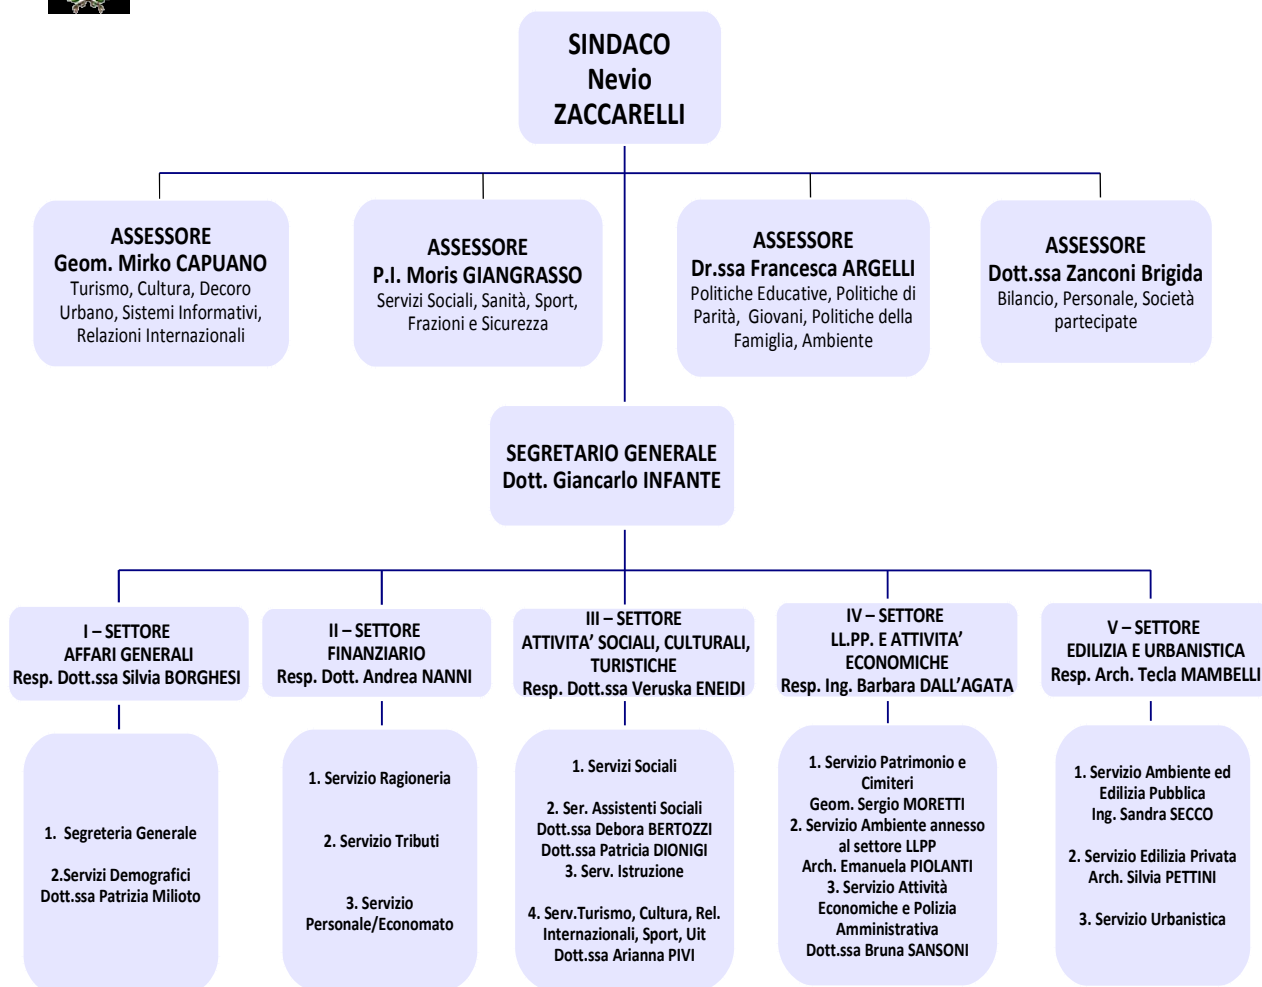 SINDACO
Nevio
ZACCARELLI
ASSESSORE
Geom. Mirko CAPUANO
Turismo, Cultura, Decoro
Urbano, Sistemi Informativi,
Relazioni Internazionali
ASSESSORE
P.I. Moris GIANGRASSO
Servizi Sociali, Sanità, Sport,
Frazioni e Sicurezza
ASSESSORE
Dr.ssa Francesca ARGELLI
Politiche Educative, Politiche di
Parità, Giovani, Politiche della
Famiglia, Ambiente
ASSESSORE
Dott.ssa Zanconi Brigida
Bilancio, Personale, Società
partecipate
SEGRETARIO GENERALE
Dott. Giancarlo INFANTE
I – SETTORE
AFFARI GENERALI
Resp. Dott.ssa Silvia BORGHESI
II – SETTORE
FINANZIARIO
Resp. Dott. Andrea NANNI
III – SETTORE
ATTIVITA’ SOCIALI, CULTURALI,
TURISTICHE
Resp. Dott.ssa Veruska ENEIDI
IV – SETTORE
LL.PP. E ATTIVITA’
ECONOMICHE
Resp. Ing. Barbara DALL’AGATA
V – SETTORE
EDILIZIA E URBANISTICA
Resp. Arch. Tecla MAMBELLI
1. Segreteria Generale
2.Servizi Demografici
Dott.ssa Patrizia Milioto
1. Servizio Ragioneria
2. Servizio Tributi
3. Servizio
Personale/Economato
1. Servizi Sociali
2. Ser. Assistenti Sociali
Dott.ssa Debora BERTOZZI
Dott.ssa Patricia DIONIGI
3. Serv. Istruzione
4. Serv.Turismo, Cultura, Rel.
Internazionali, Sport, Uit
Dott.ssa Arianna PIVI
1. Servizio Patrimonio e
Cimiteri
Geom. Sergio MORETTI
2. Servizio Ambiente annesso
al settore LLPP
Arch. Emanuela PIOLANTI
3. Servizio Attività
Economiche e Polizia
Amministrativa
Dott.ssa Bruna SANSONI
1. Servizio Ambiente ed
Edilizia Pubblica
Ing. Sandra SECCO
2. Servizio Edilizia Privata
Arch. Silvia PETTINI
3. Servizio Urbanistica